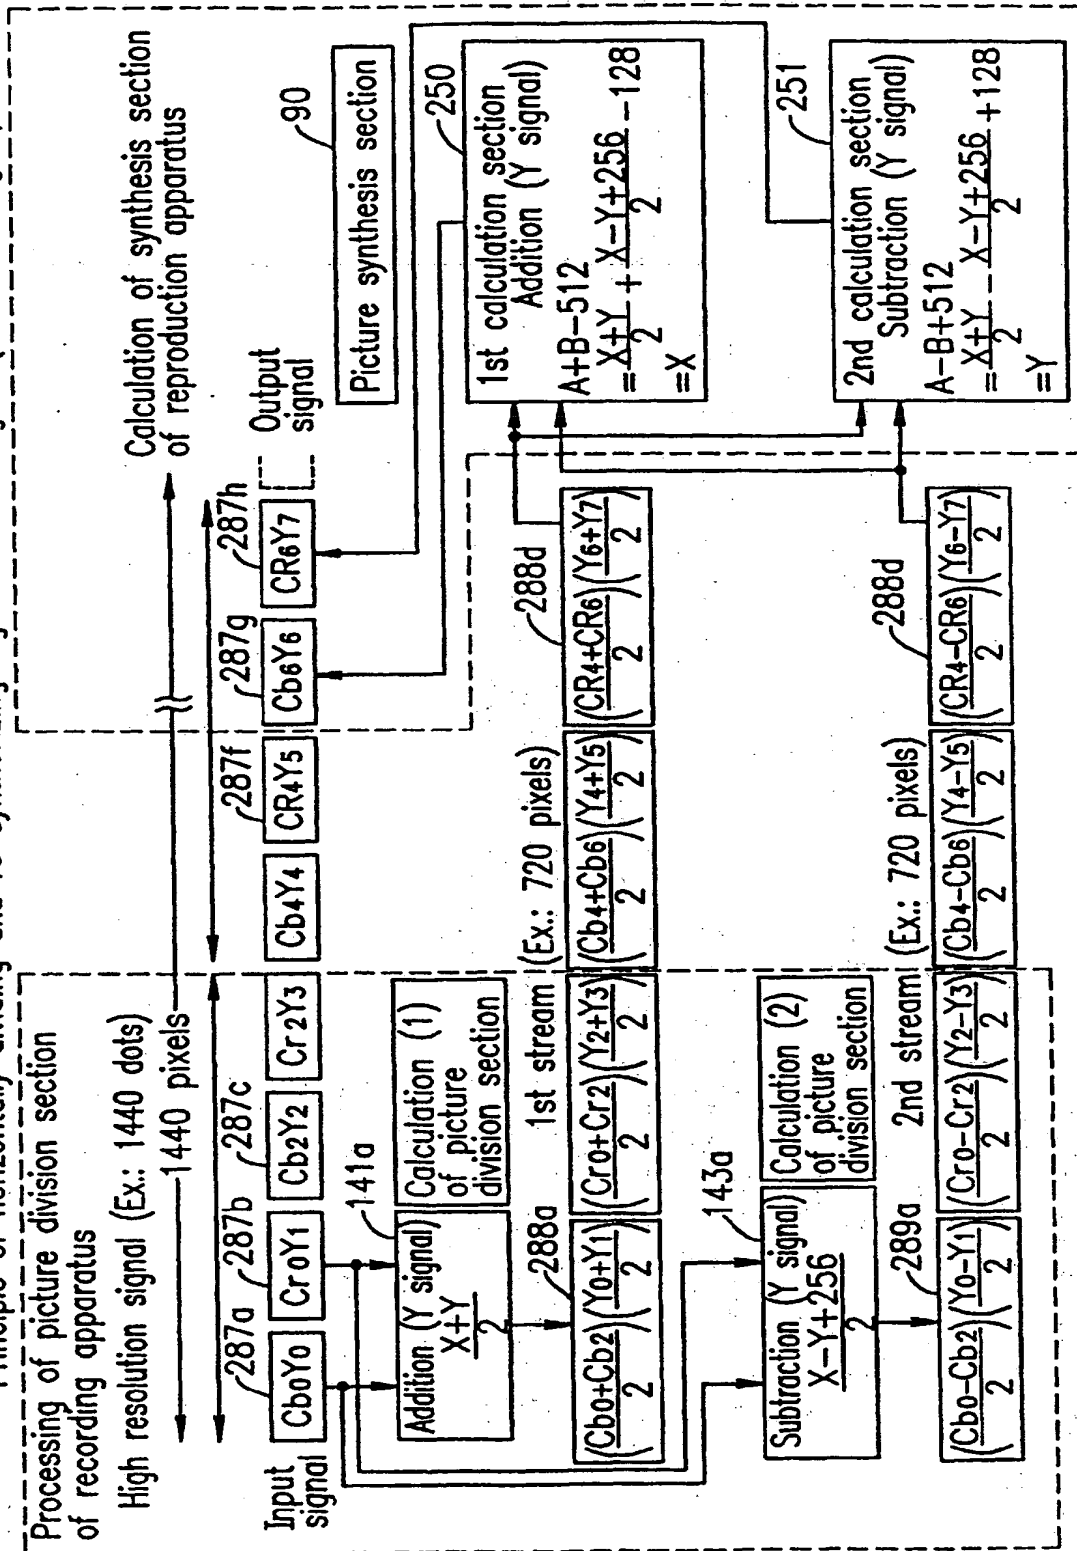 Principle of horizontally dividing and to synthesizing
Processing of picture division section
of recording apparatus
High resolution signal (Ex.: 1440 dots)
1440 pixels
Calculation of synthesis section
of reproduction apparatus
287a
287b
287c
287f
287g
287h
Input
signal
Cb0Y0
Cr0Y1
Cb2Y2
Cr2Y3
Cb4Y4
CR4Y5
Cb6Y6
CR6Y7
Output
signal
90
Picture synthesis section
141a
Addition (Y signal)
X+Y
2
Calculation (1)
of picture
division section
250
1st calculation section
Addition (Y signal)
A+B−512
=X+Y/2 + X−Y+256/2 −128
=X
288a
1st stream (Ex.: 720 pixels)
288d
(Cb0+Cb2/2)(Y0+Y1/2)
(Cr0+Cr2/2)(Y2+Y3/2)
(Cb4+Cb6/2)(Y4+Y5/2)
(CR4+CR6/2)(Y6+Y7/2)
143a
Subtraction (Y signal)
X−Y+256
2
Calculation (2)
of picture
division section
251
2nd calculation section
Subtraction (Y signal)
A−B+512
=X+Y/2 − X−Y+256/2 +128
=Y
289a
2nd stream (Ex.: 720 pixels)
288d
(Cb0−Cb2/2)(Y0−Y1/2)
(Cr0−Cr2/2)(Y2−Y3/2)
(Cb4−Cb6/2)(Y4−Y5/2)
(CR4−CR6/2)(Y6−Y7/2)